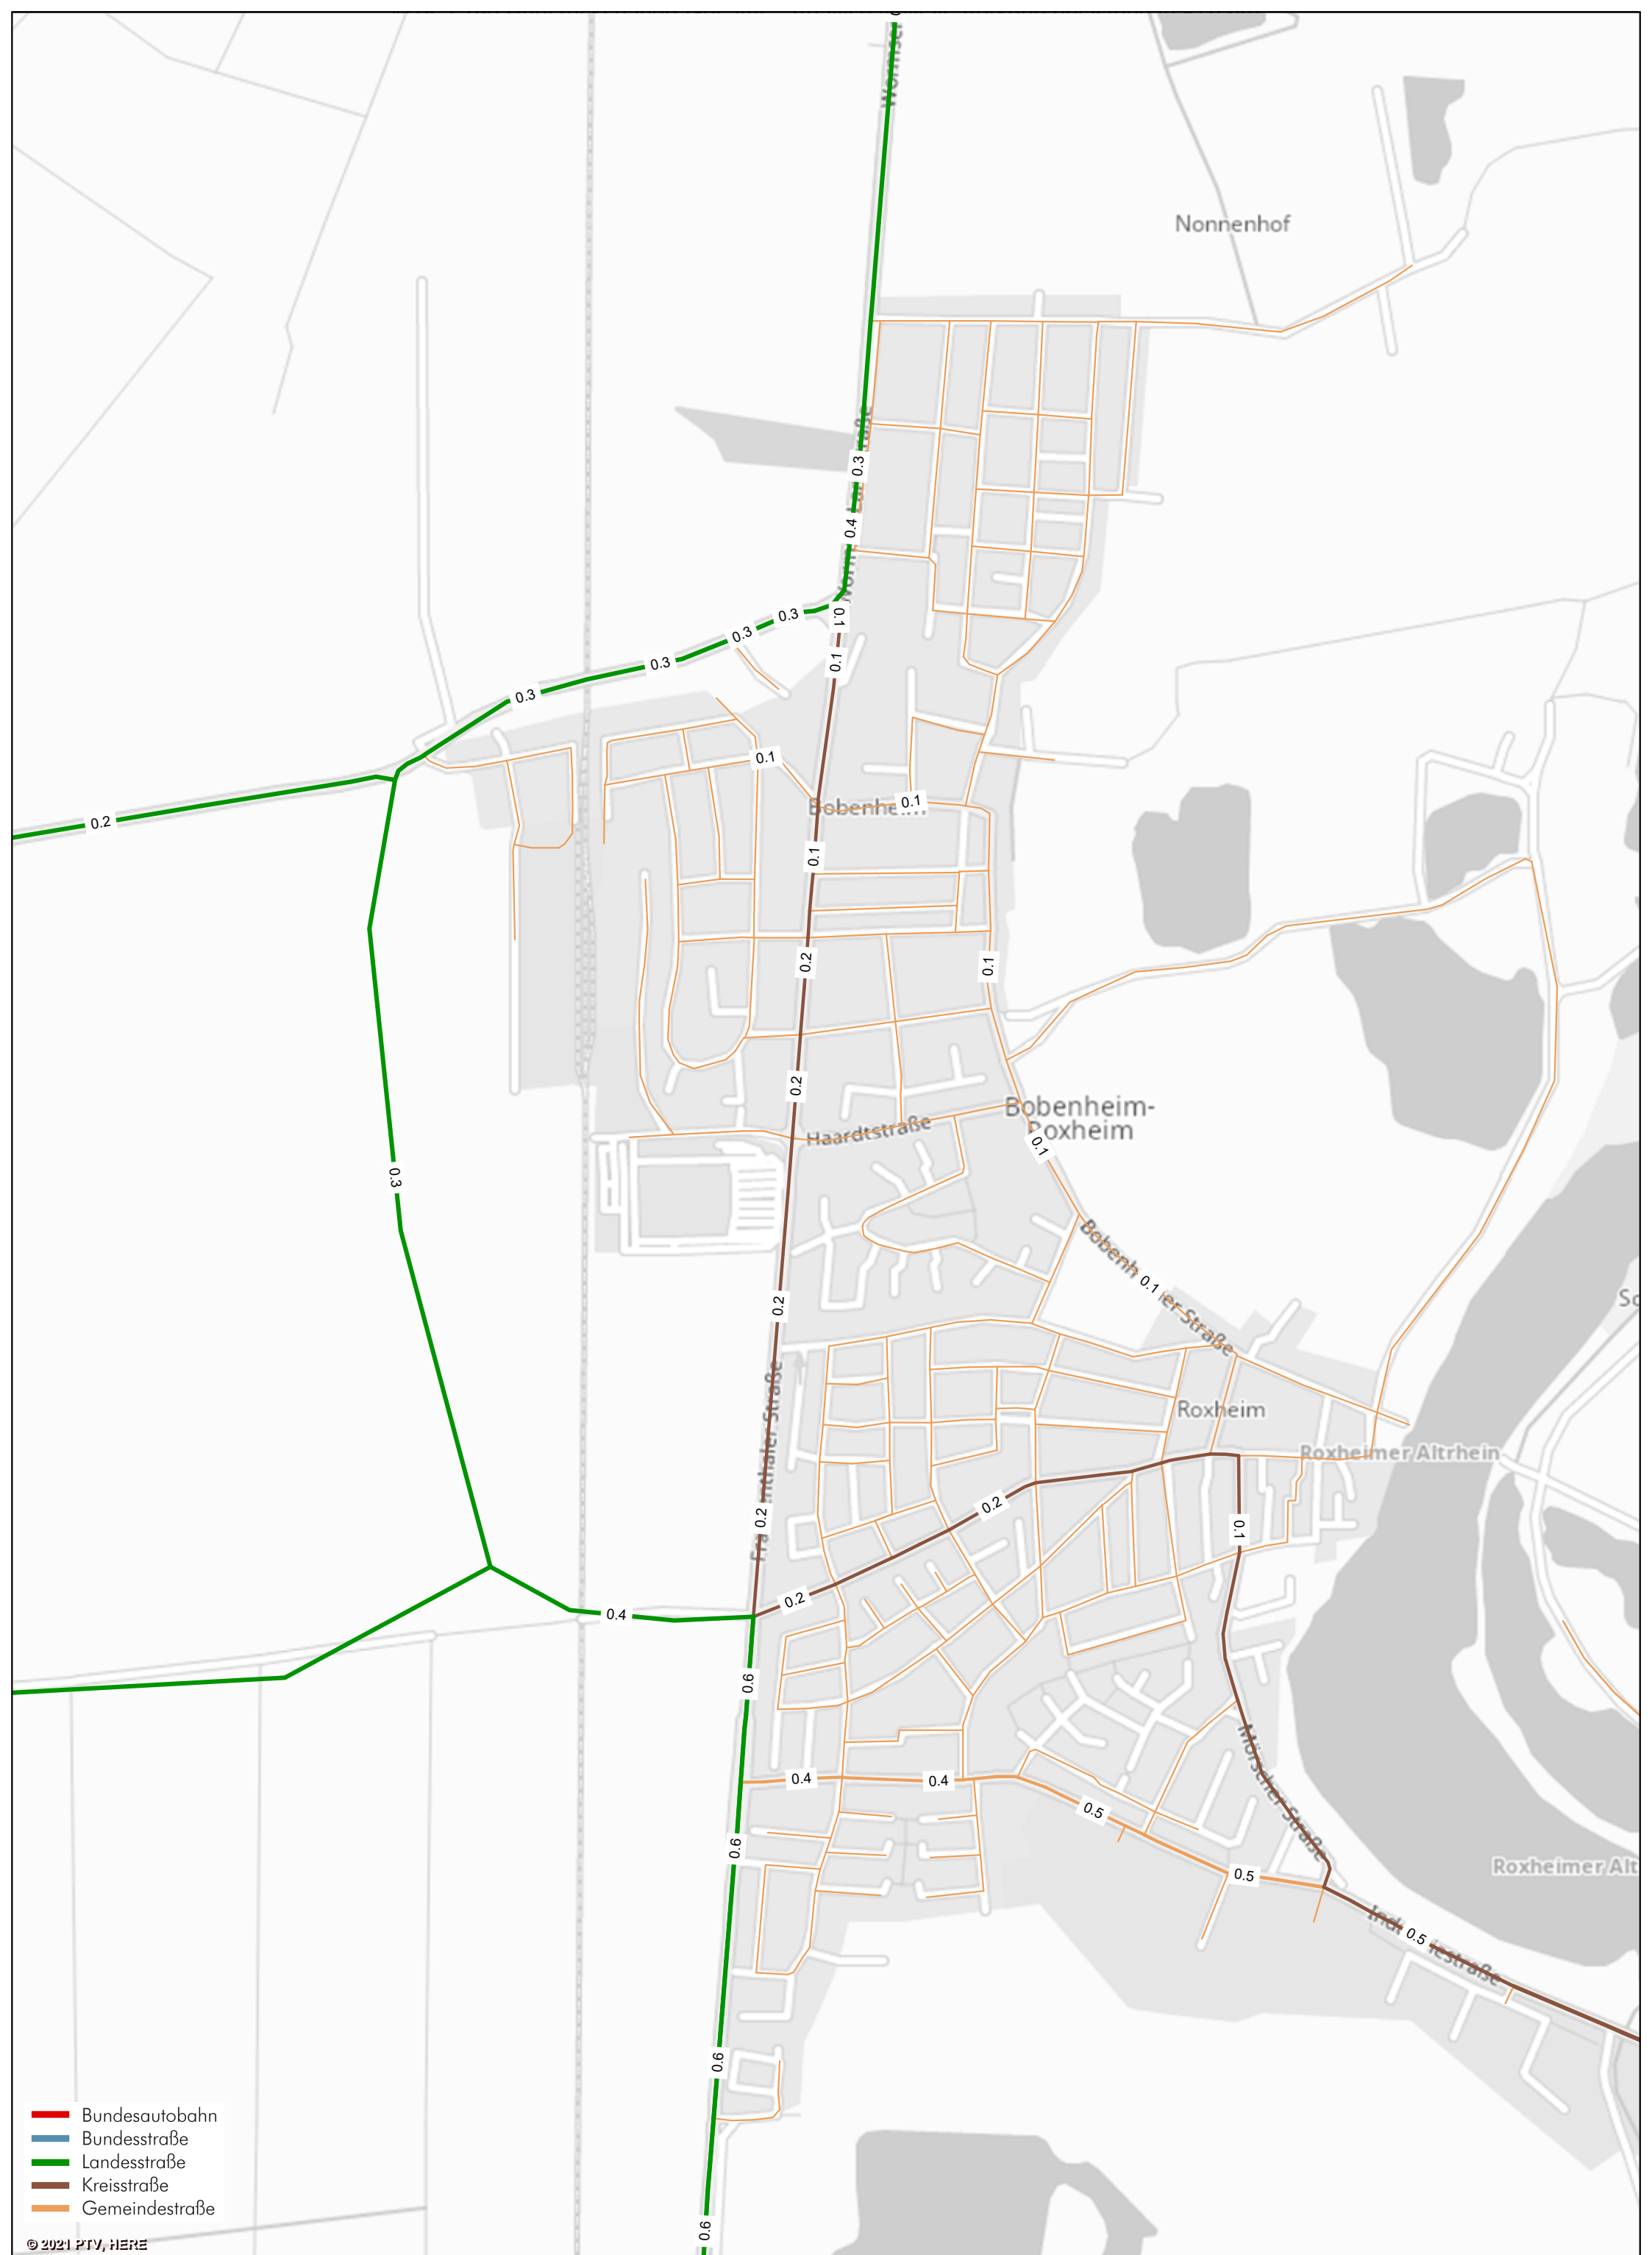 Nonnenhof
0.3
0.4
0.1
0.3
0.3
0.3
0.1
0.3
0.1
0.2
Bobenheim
0.1
0.1
0.2
0.1
0.2
Bobenheim-
Roxheim
Haardtstraße
0.1
0.3
0.1
0.2
Roxheim
Roxheimer Altrhein
0.2
0.2
0.1
0.2
0.4
0.6
0.4
0.4
0.5
Mörscher Straße
0.6
0.5
Roxheimer Alt
0.5
0.6
Bundesautobahn
Bundesstraße
Landesstraße
Kreisstraße
Gemeindestraße
0.6
© 2021 PTV, HERE